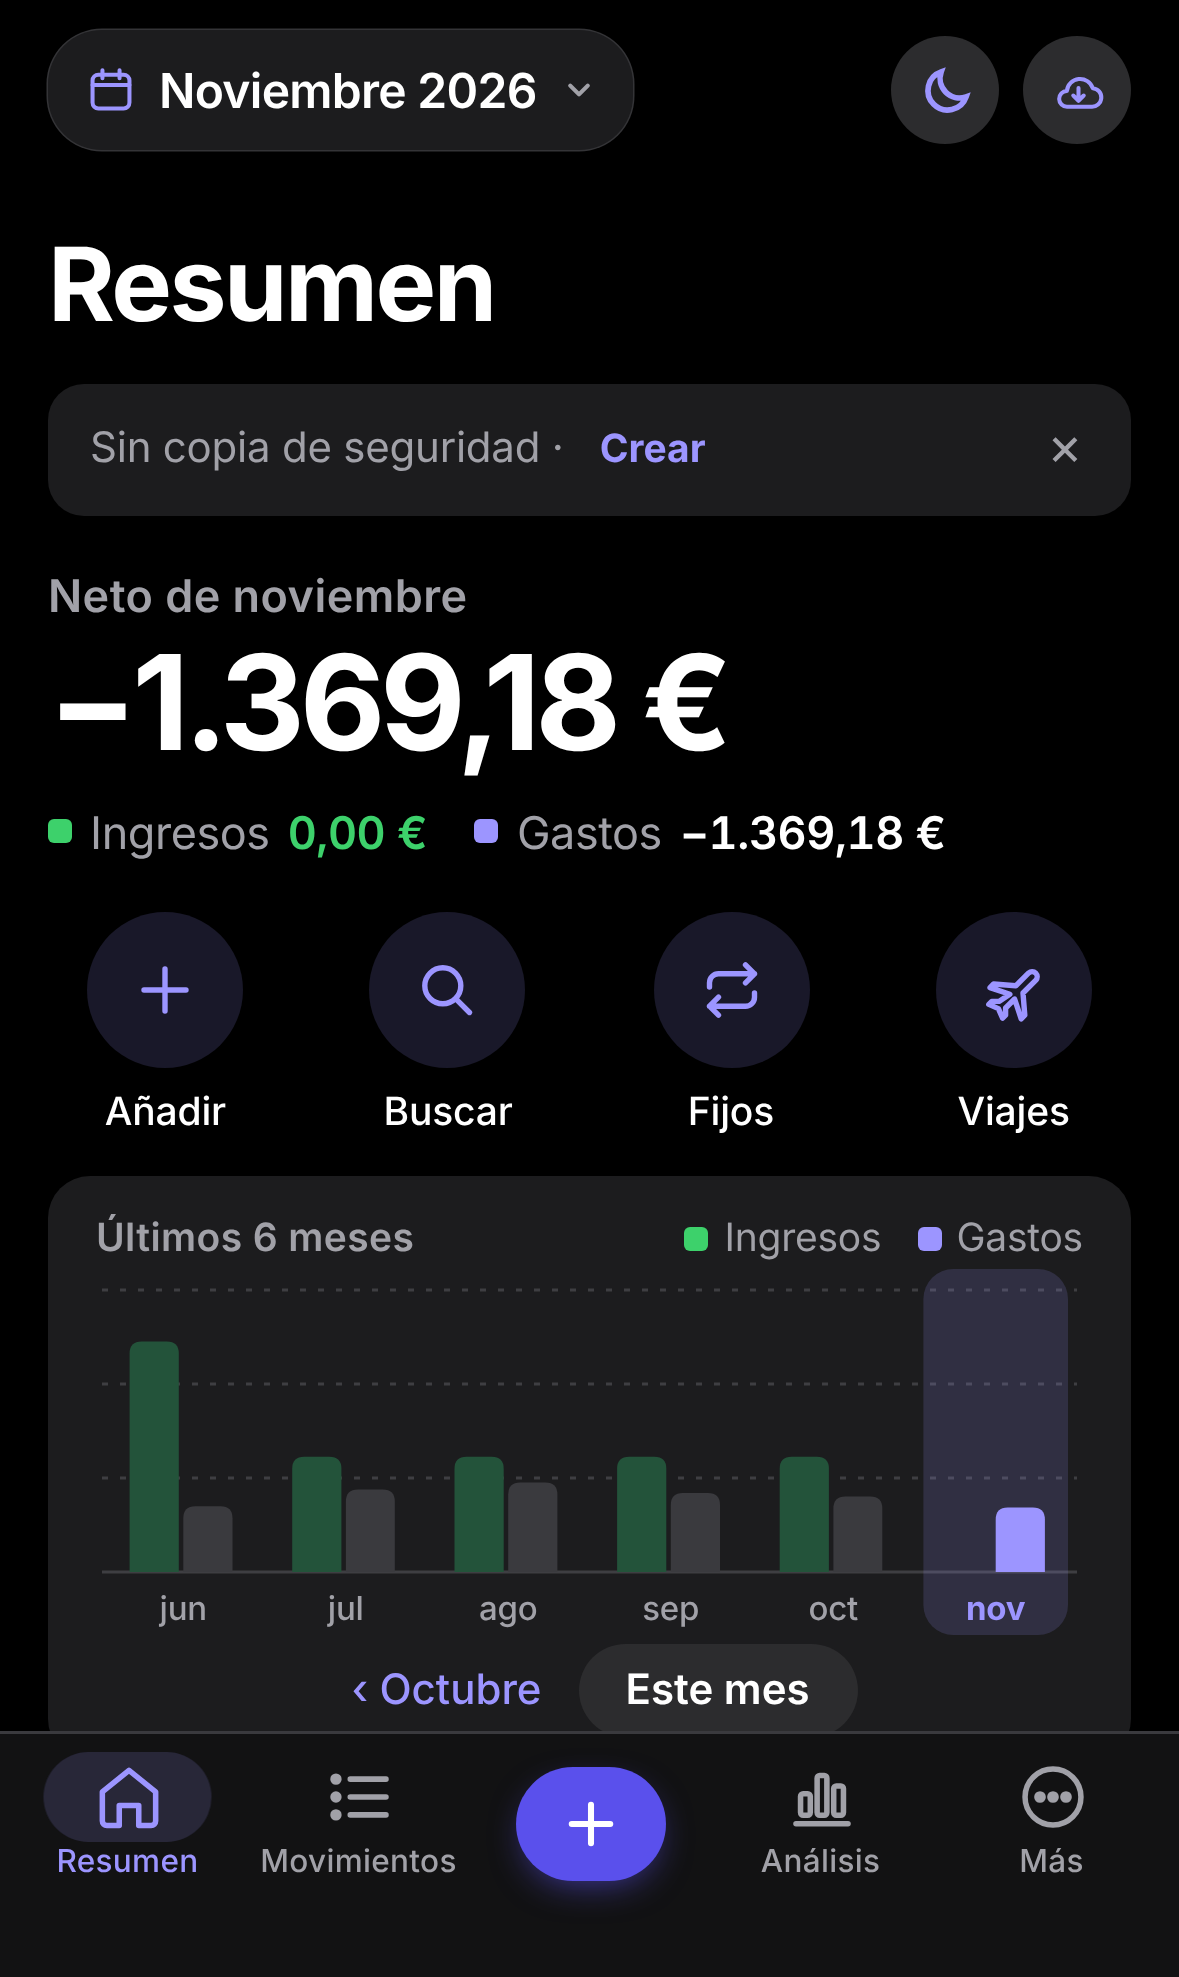 Noviembre 2026
Resumen
Sin copia de seguridad · Crear
Neto de noviembre
−1.369,18 €
Ingresos 0,00 € Gastos −1.369,18 €
Añadir Buscar Fijos Viajes
Últimos 6 meses Ingresos Gastos
jun jul ago sep oct nov
‹ Octubre Este mes
Resumen Movimientos Análisis Más